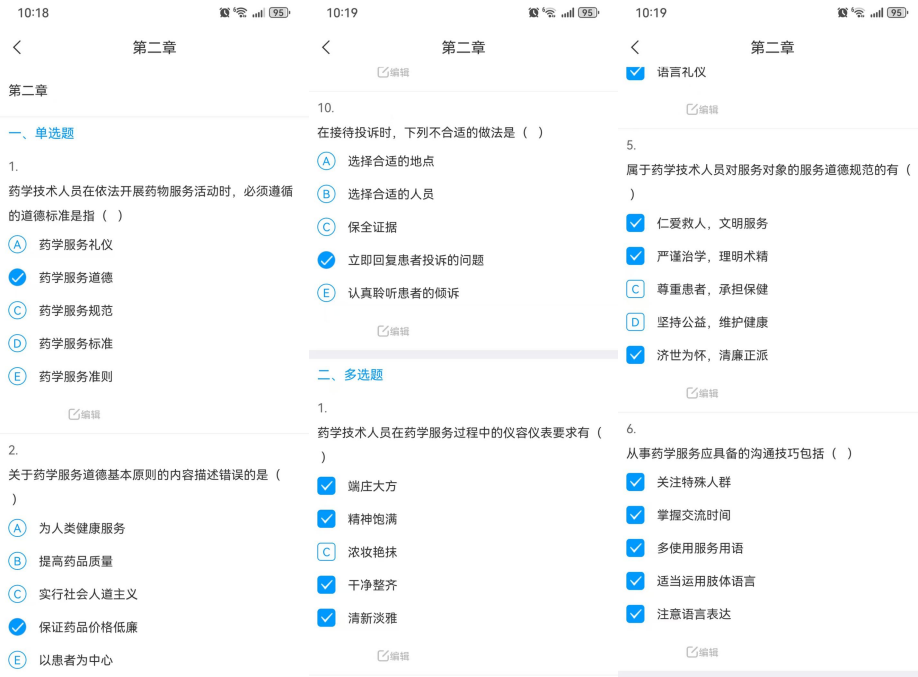 10:18
95
第二章
第二章
一、单选题
1.
药学技术人员在依法开展药物服务活动时，必须遵循
的道德标准是指（ ）
A 药学服务礼仪
药学服务道德
C 药学服务规范
D 药学服务标准
E 药学服务准则
编辑
2.
关于药学服务道德基本原则的内容描述错误的是（
）
A 为人类健康服务
B 提高药品质量
C 实行社会人道主义
保证药品价格低廉
E 以患者为中心
10:19
95
第二章
编辑
10.
在接待投诉时，下列不合适的做法是（ ）
A 选择合适的地点
B 选择合适的人员
C 保全证据
立即回复患者投诉的问题
E 认真聆听患者的倾诉
编辑
二、多选题
1.
药学技术人员在药学服务过程中的仪容仪表要求有（
）
端庄大方
精神饱满
C 浓妆艳抹
干净整齐
清新淡雅
编辑
10:19
95
第二章
语言礼仪
编辑
5.
属于药学技术人员对服务对象的服务道德规范的有（
）
仁爱救人，文明服务
严谨治学，理明术精
C 尊重患者，承担保健
D 坚持公益，维护健康
济世为怀，清廉正派
编辑
6.
从事药学服务应具备的沟通技巧包括（ ）
关注特殊人群
掌握交流时间
多使用服务用语
适当运用肢体语言
注意语言表达
编辑